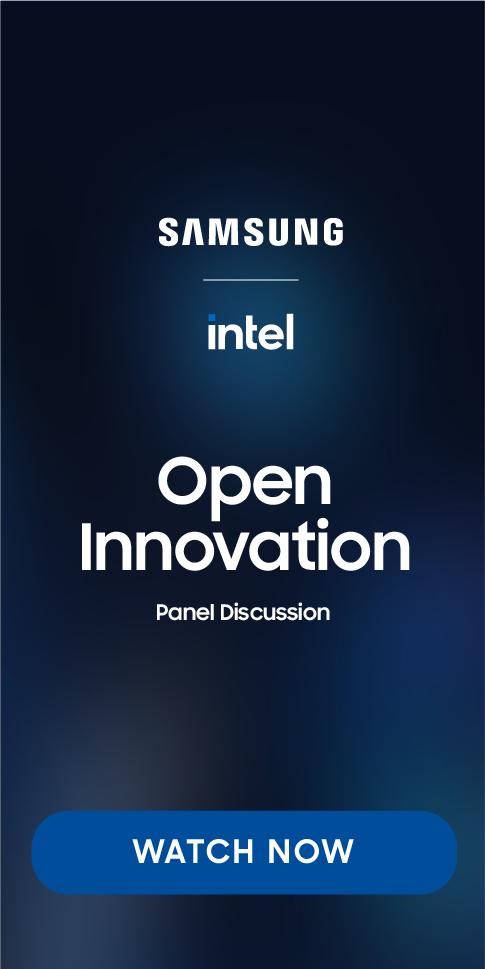 SAMSUNG
intel
Open
Innovation
Panel Discussion
WATCH NOW